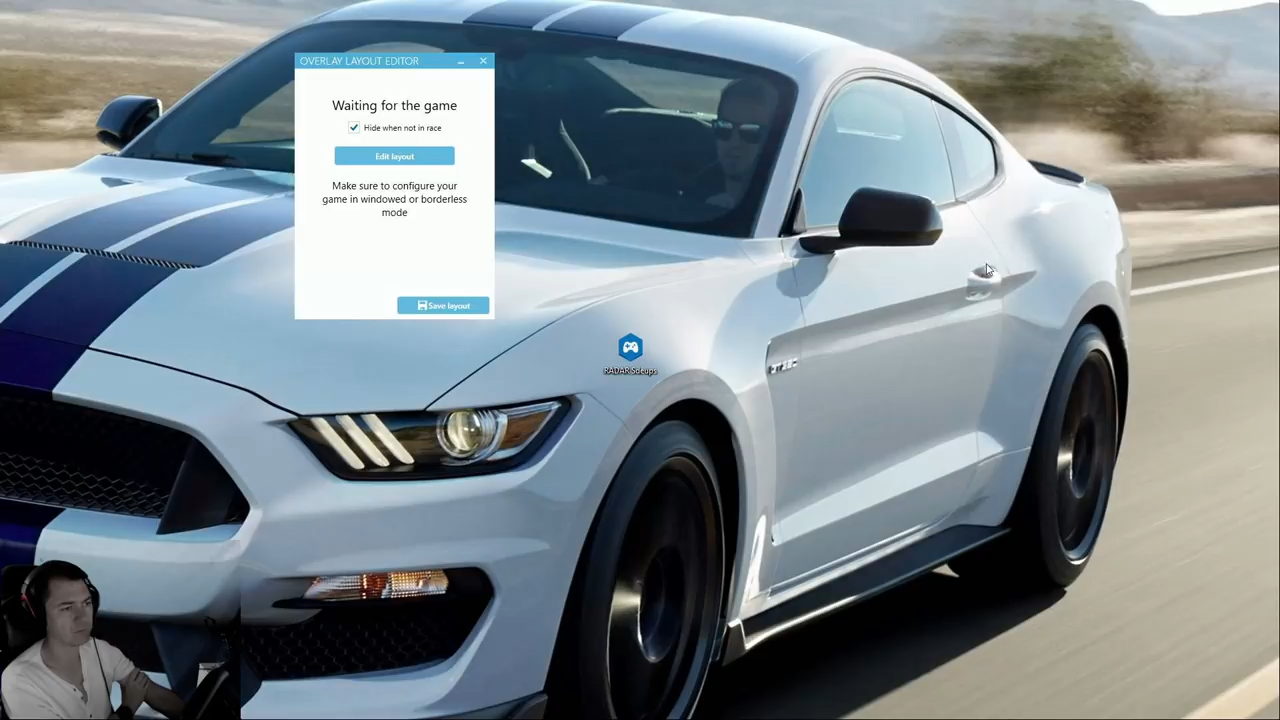 OVERLAY LAYOUT EDITOR
Waiting for the game
Hide when not in race
Edit layout
Make sure to configure your
game in windowed or borderless
mode
Save layout
RADAR Sdeups